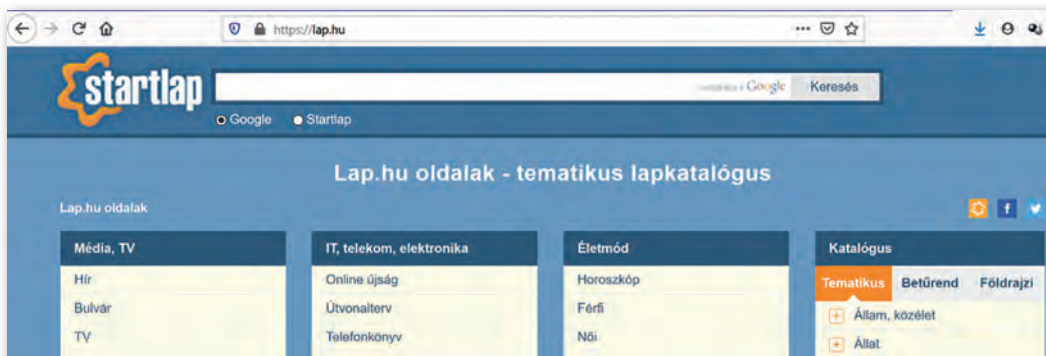 https://lap.hu
startlap
Google Keresés
Google Startlap
Lap.hu oldalak - tematikus lapkatalógus
Lap.hu oldalak
Média, TV
Hír
Bulvár
TV
IT, telekom, elektronika
Online újság
Útvonalterv
Telefonkönyv
Életmód
Horoszkóp
Férfi
Női
Katalógus
Tematikus Betűrend Földrajzi
Állam, közélet
Állat